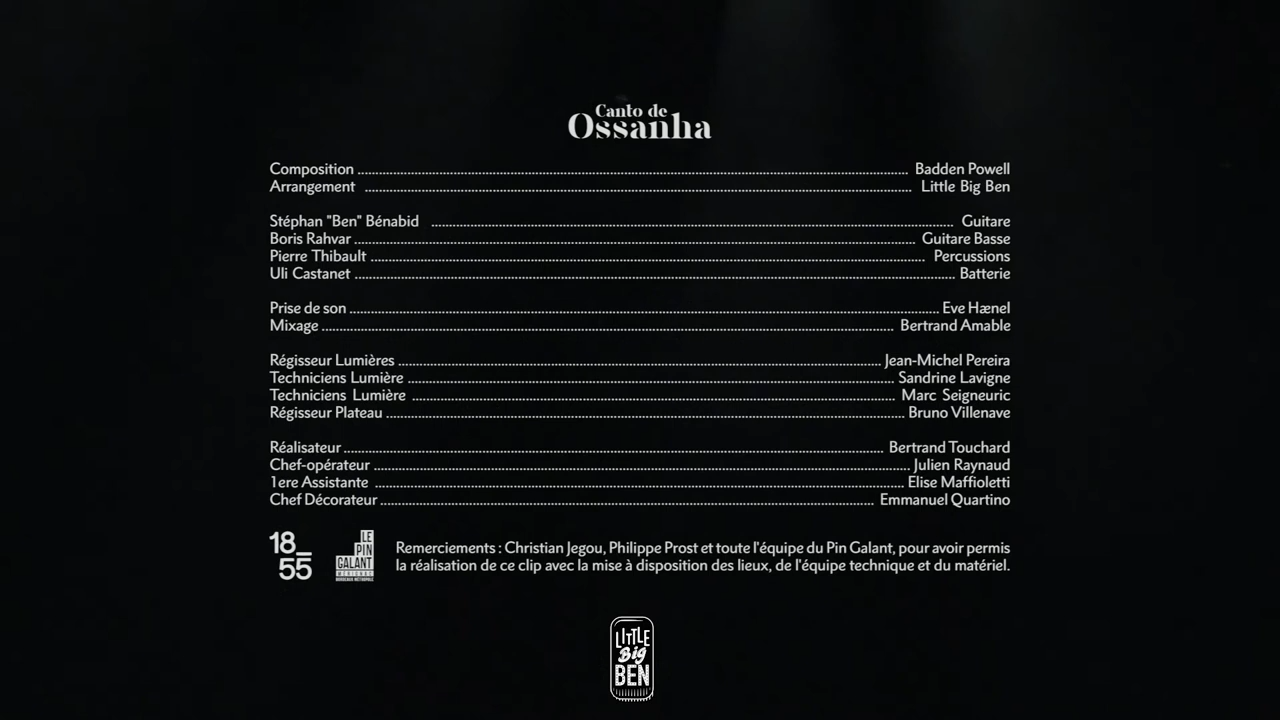 Canto de
Ossanha
Composition ........ Badden Powell
Arrangement ........ Little Big Ben
Stéphan "Ben" Bénabid ........ Guitare
Boris Rahvar ........ Guitare Basse
Pierre Thibault ........ Percussions
Uli Castanet ........ Batterie
Prise de son ........ Eve Hænel
Mixage ........ Bertrand Amable
Régisseur Lumières ........ Jean-Michel Pereira
Techniciens Lumière ........ Sandrine Lavigne
Techniciens Lumière ........ Marc Seigneuric
Régisseur Plateau ........ Bruno Villenave
Réalisateur ........ Bertrand Touchard
Chef-opérateur ........ Julien Raynaud
1ere Assistante ........ Elise Maffioletti
Chef Décorateur ........ Emmanuel Quartino
18
55
LE
PIN
GALANT
MÉRIGNAC
BORDEAUX MÉTROPOLE
Remerciements : Christian Jegou, Philippe Prost et toute l'équipe du Pin Galant, pour avoir permis
la réalisation de ce clip avec la mise à disposition des lieux, de l'équipe technique et du matériel.
LITTLE
Big
BEN